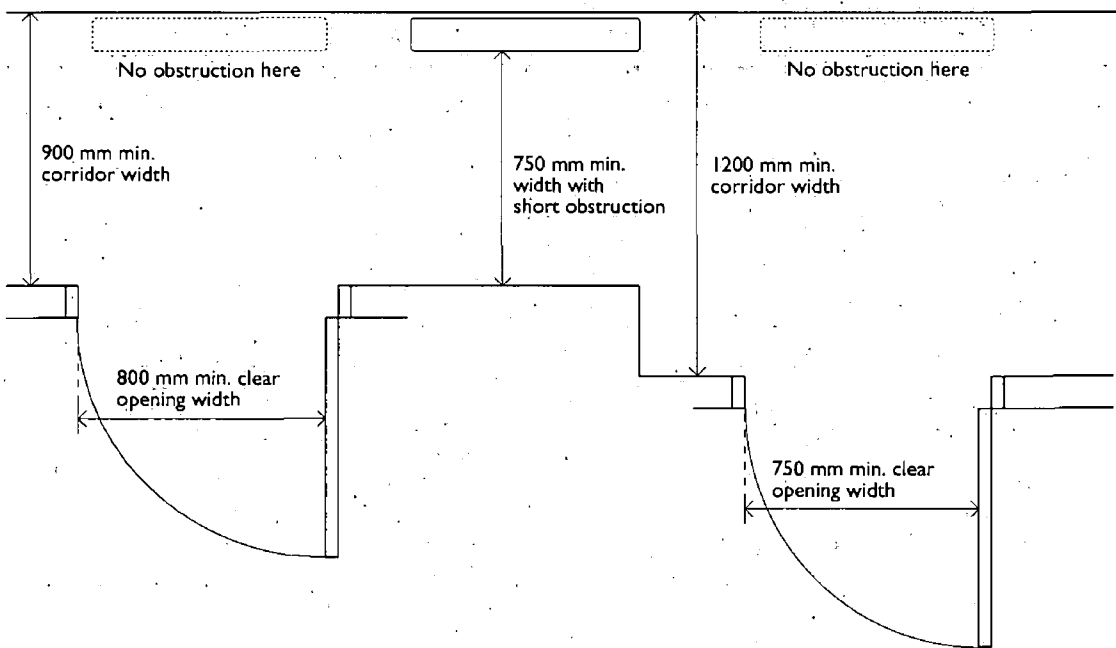 No obstruction here
No obstruction here
900 mm min.
corridor width
750 mm min.
width with
short obstruction
1200 mm min.
corridor width
800 mm min. clear
opening width
750 mm min. clear
opening width